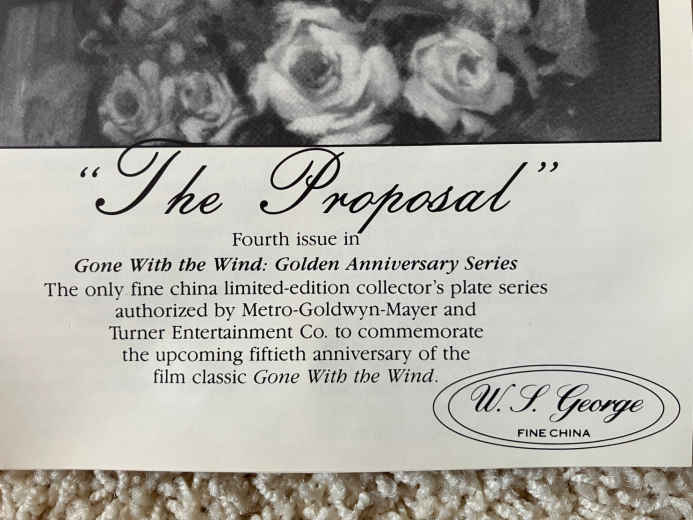 “The Proposal”
Fourth issue in
Gone With the Wind: Golden Anniversary Series
The only fine china limited-edition collector’s plate series
authorized by Metro-Goldwyn-Mayer and
Turner Entertainment Co. to commemorate
the upcoming fiftieth anniversary of the
film classic Gone With the Wind.
W. S. George
FINE CHINA